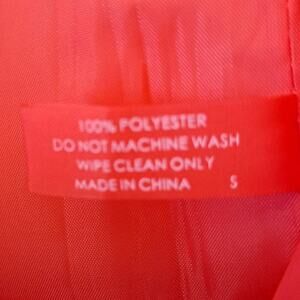 100% POLYESTER
DO NOT MACHINE WASH
WIPE CLEAN ONLY
MADE IN CHINA S